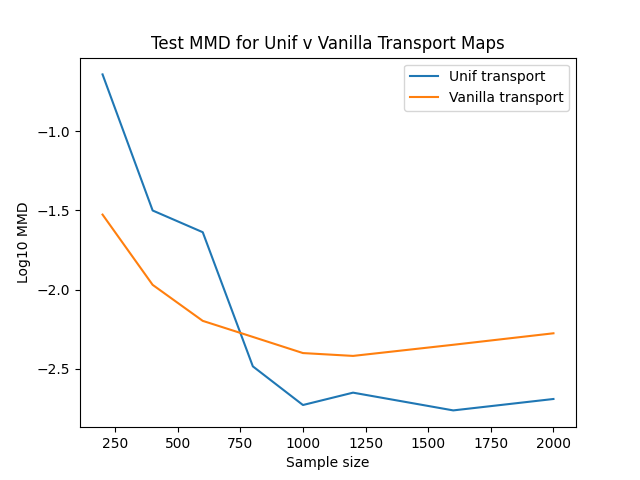 Test MMD for Unif v Vanilla Transport Maps
Unif transport
Vanilla transport
Log10 MMD
−1.0
−1.5
−2.0
−2.5
250
500
750
1000
1250
1500
1750
2000
Sample size